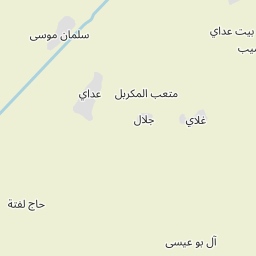 بيت عداي
سلمان موسى
متعب المكربل
عداي
جلال
غلاي
حاج لفتة
آل بو عيسى